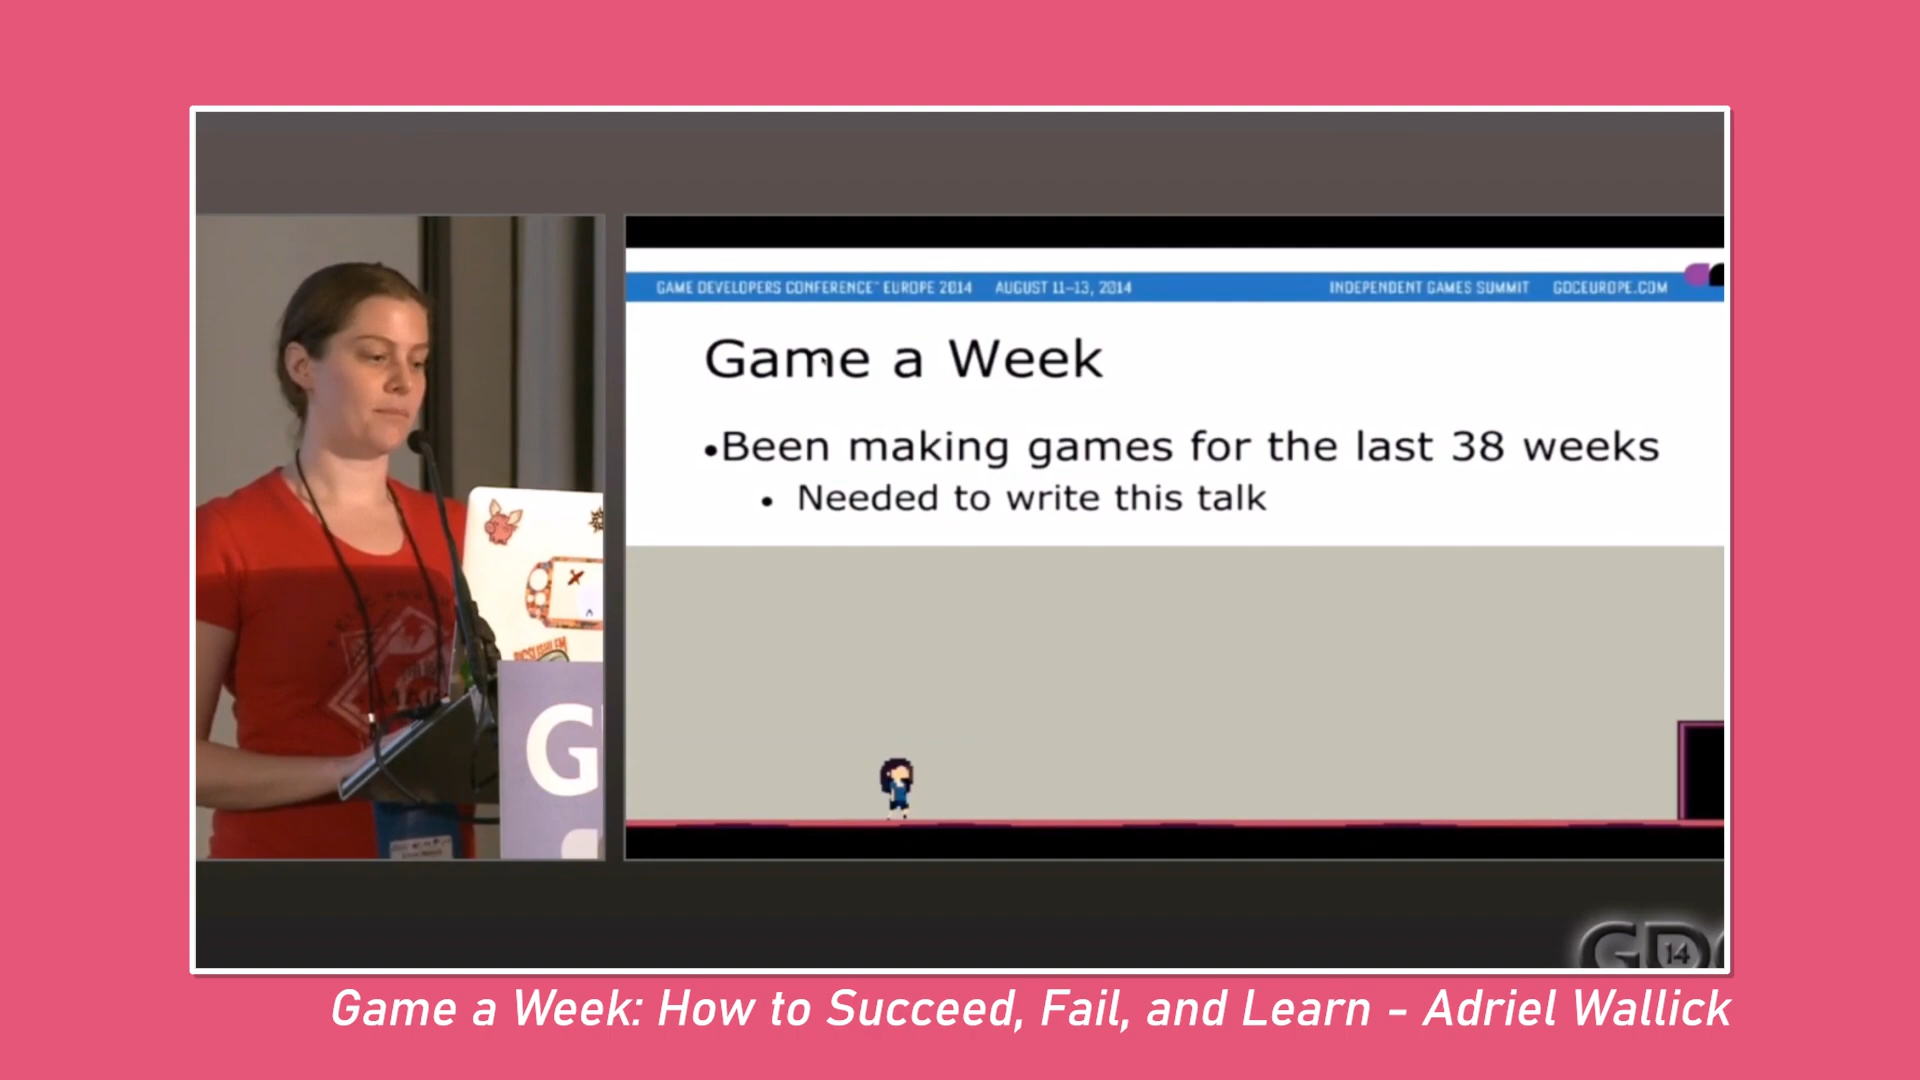 GAME DEVELOPERS CONFERENCE™ EUROPE 2014 AUGUST 11–13, 2014 INDEPENDENT GAMES SUMMIT GDCEUROPE.COM
Game a Week
•Been making games for the last 38 weeks
• Needed to write this talk
G
GDC
14
Game a Week: How to Succeed, Fail, and Learn - Adriel Wallick